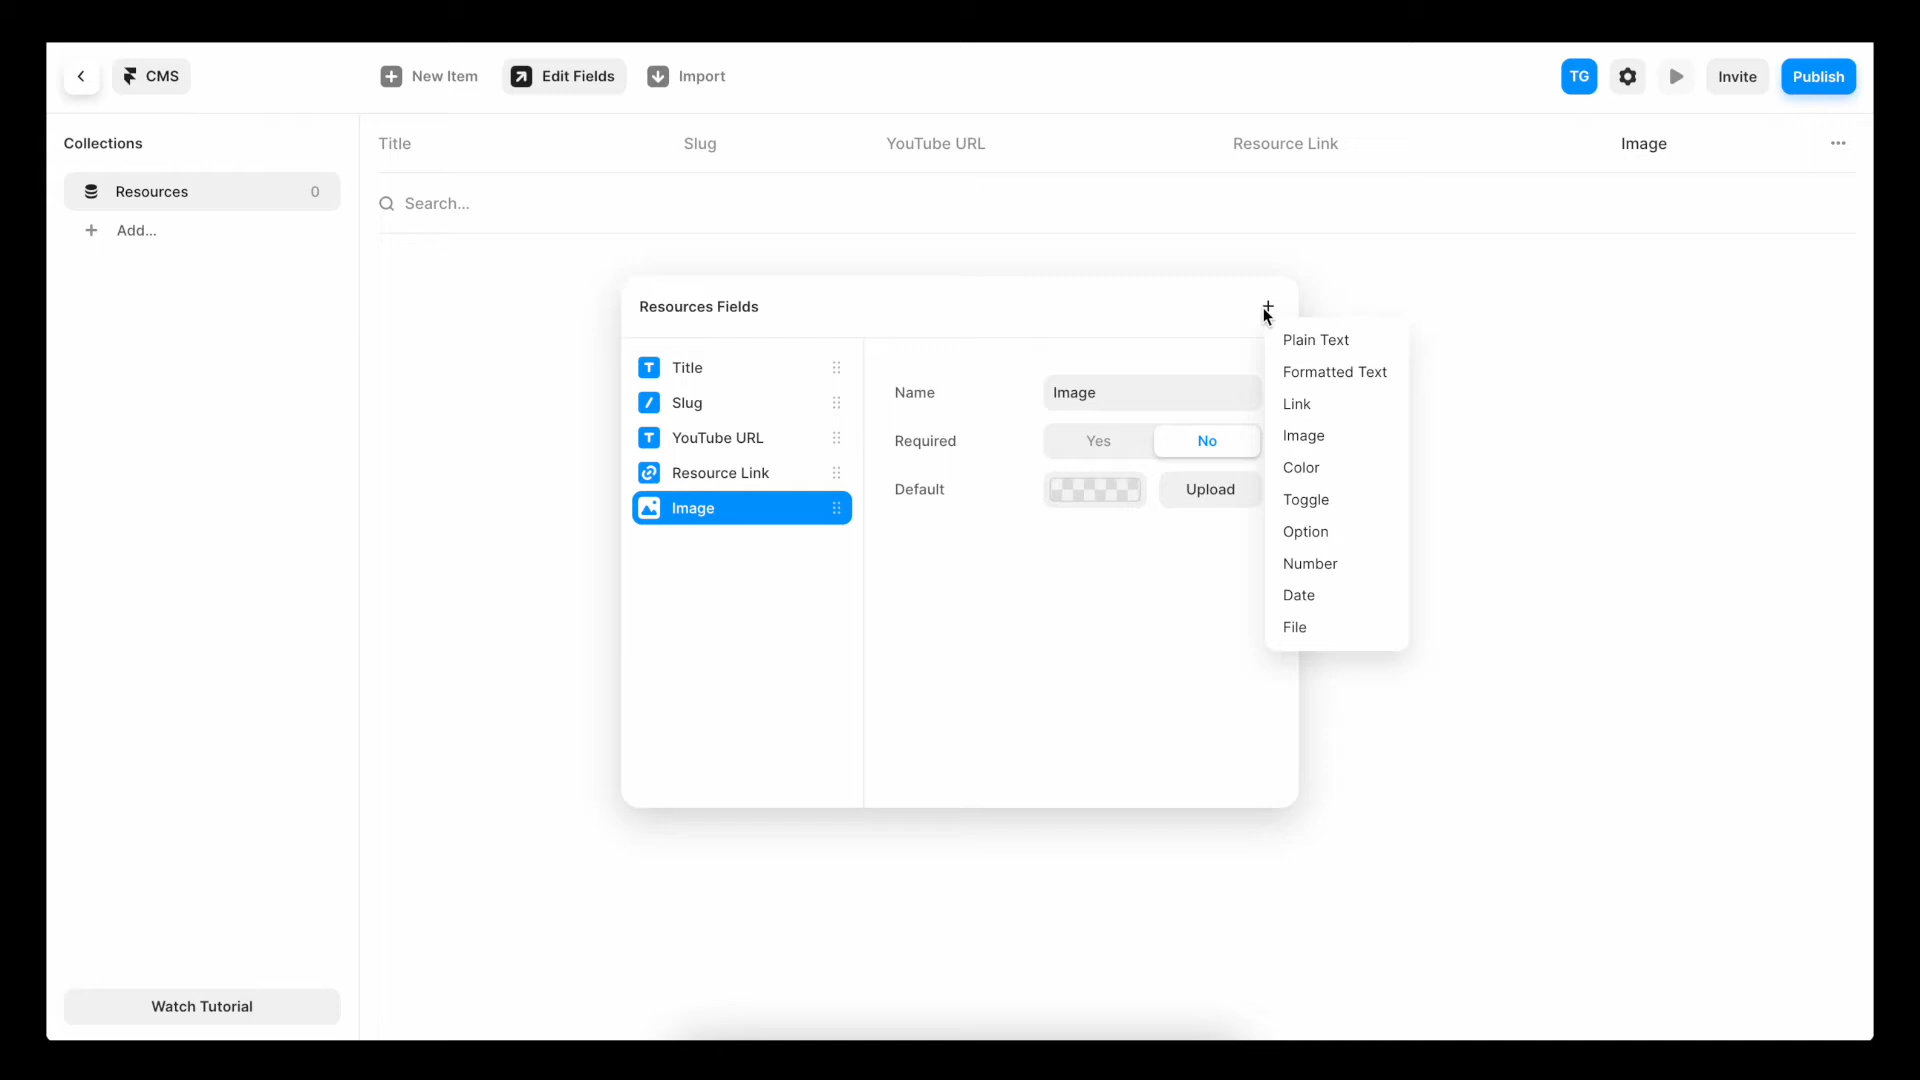 CMS
New Item
Edit Fields
Import
TG
Invite
Publish
Collections
Resources 0
Add...
Title Slug YouTube URL Resource Link Image
Search...
Resources Fields
Title
Slug
YouTube URL
Resource Link
Image
Name Image
Required Yes No
Default Upload
Plain Text
Formatted Text
Link
Image
Color
Toggle
Option
Number
Date
File
Watch Tutorial